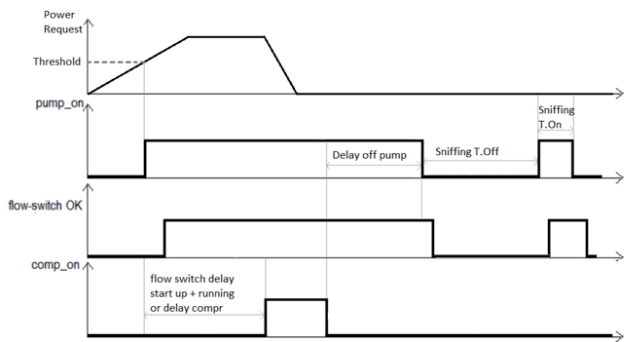 Power
Request
Threshold
pump_on
Sniffing
T.On
Delay off pump
Sniffing T.Off
flow-switch OK
comp_on
flow switch delay
start up + running
or delay compr